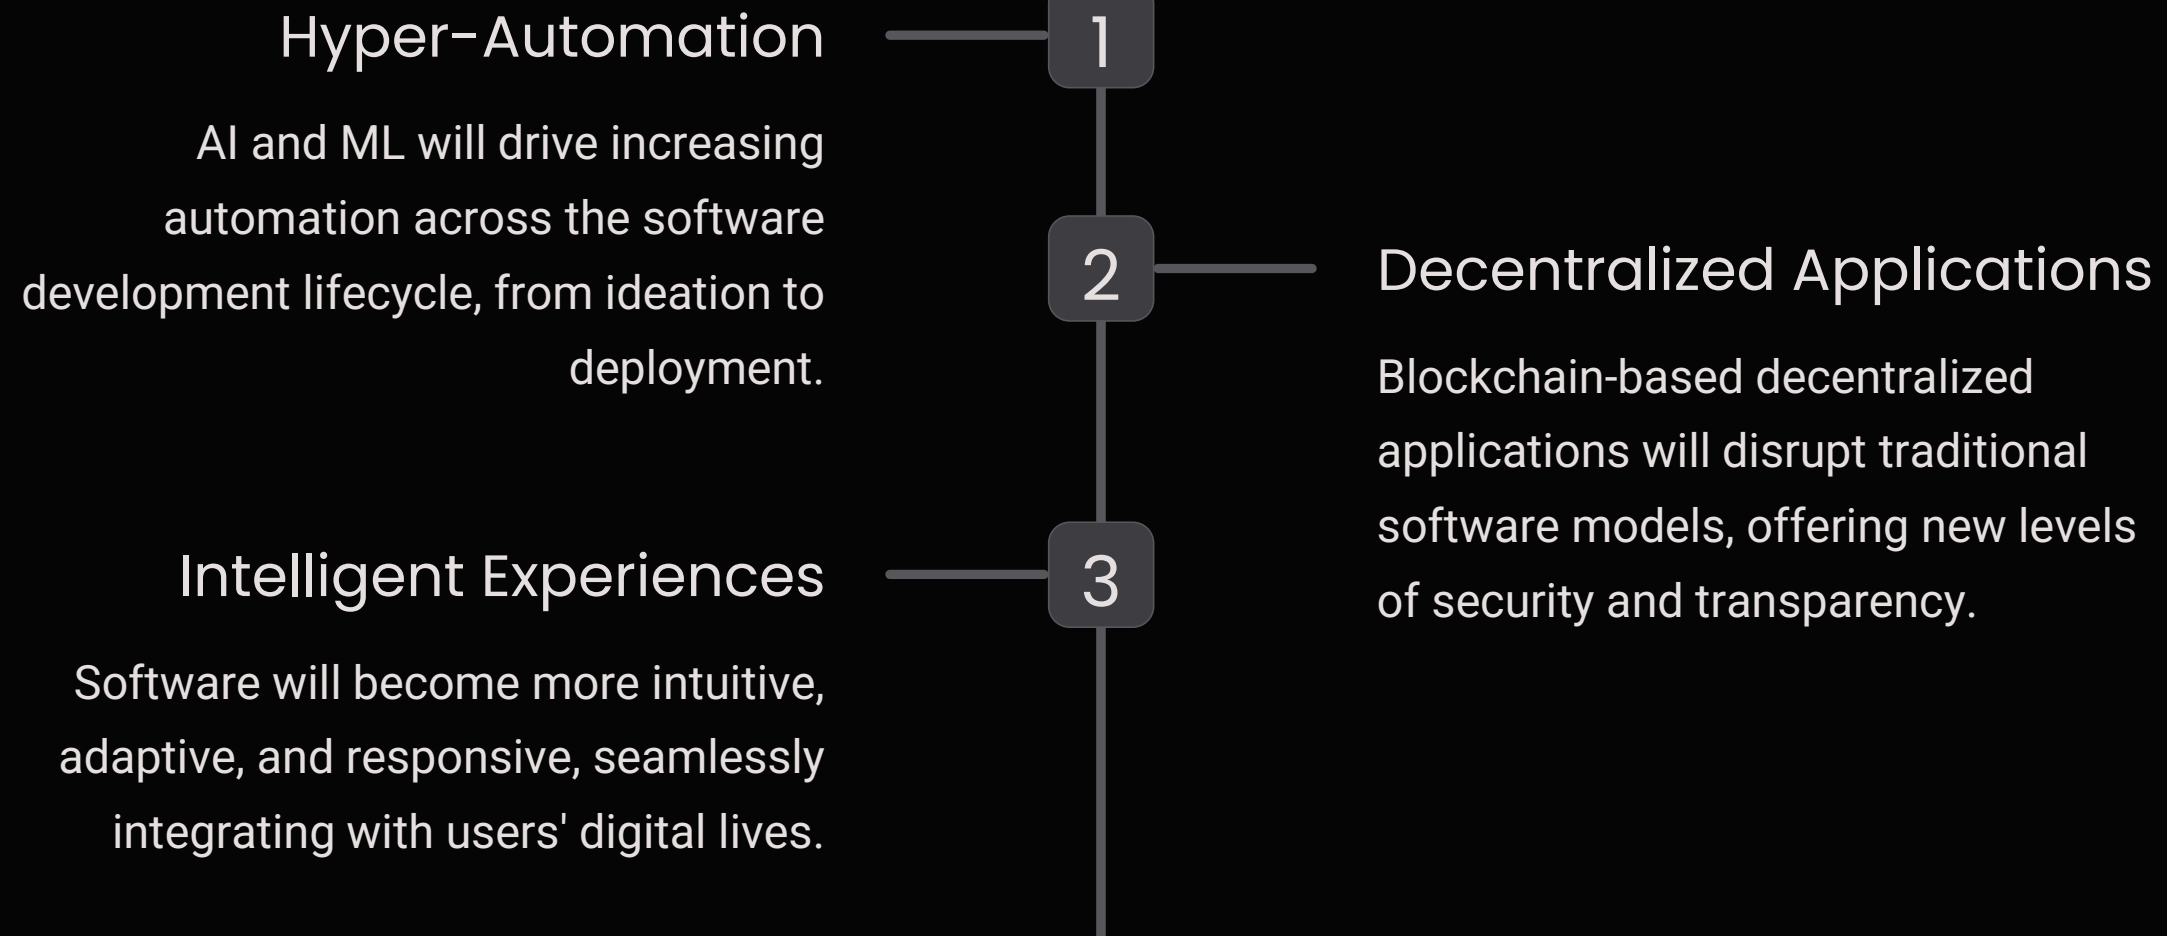 Hyper-Automation
1
AI and ML will drive increasing
automation across the software
development lifecycle, from ideation to
deployment.
2
Decentralized Applications
Blockchain-based decentralized
applications will disrupt traditional
software models, offering new levels
of security and transparency.
Intelligent Experiences
3
Software will become more intuitive,
adaptive, and responsive, seamlessly
integrating with users' digital lives.